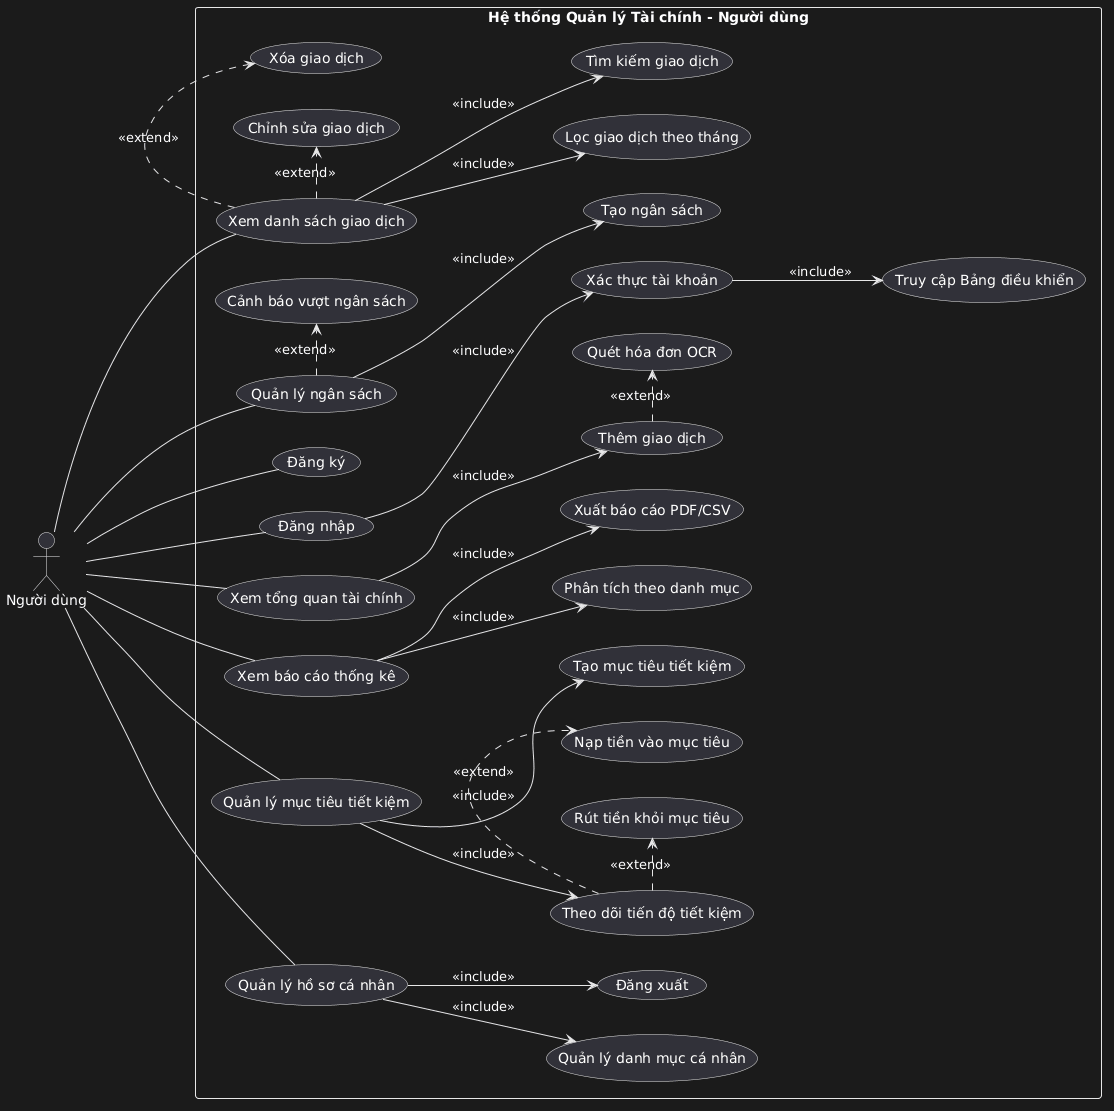 Hệ thống Quản lý Tài chính - Người dùng
Xóa giao dịch
Tìm kiếm giao dịch
«include»
Chỉnh sửa giao dịch
«extend»
Lọc giao dịch theo tháng
«include»
«extend»
Xem danh sách giao dịch
Tạo ngân sách
«include»
Xác thực tài khoản
«include»
Truy cập Bảng điều khiển
Cảnh báo vượt ngân sách
«extend»
«include»
Quét hóa đơn OCR
Quản lý ngân sách
«extend»
Thêm giao dịch
Đăng ký
«include»
Xuất báo cáo PDF/CSV
Đăng nhập
«include»
Phân tích theo danh mục
Người dùng
Xem tổng quan tài chính
«include»
Tạo mục tiêu tiết kiệm
Xem báo cáo thống kê
Nạp tiền vào mục tiêu
«extend»
«include»
Quản lý mục tiêu tiết kiệm
Rút tiền khỏi mục tiêu
«include»
«extend»
Theo dõi tiến độ tiết kiệm
Quản lý hồ sơ cá nhân
«include»
Đăng xuất
«include»
Quản lý danh mục cá nhân